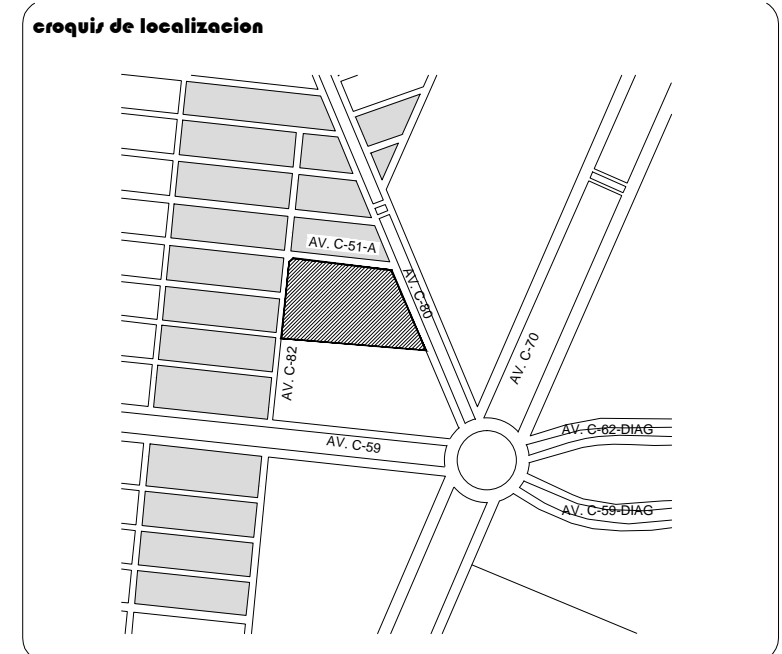 croquis de localizacion
AV. C-51-A
AV. C-80
AV. C-70
AV. C-82
AV. C-62-DIAG
AV. C-59
AV. C-59-DIAG